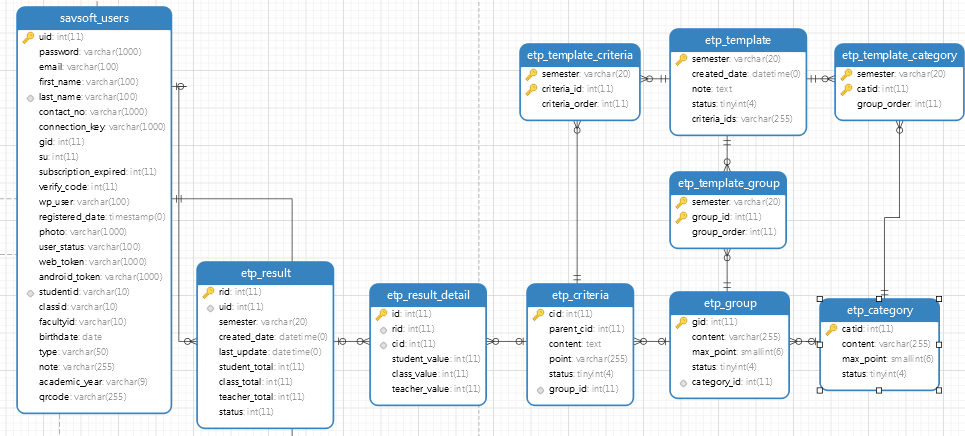 savsoft_users
uid: int(11)
password: varchar(1000)
email: varchar(100)
first_name: varchar(100)
last_name: varchar(100)
contact_no: varchar(1000)
connection_key: varchar(1000)
gid: int(11)
su: int(11)
subscription_expired: int(11)
verify_code: int(11)
wp_user: varchar(100)
registered_date: timestamp(0)
photo: varchar(1000)
user_status: varchar(100)
web_token: varchar(1000)
android_token: varchar(1000)
studentid: varchar(10)
classid: varchar(10)
facultyid: varchar(10)
birthdate: date
type: varchar(50)
note: varchar(255)
academic_year: varchar(9)
qrcode: varchar(255)
etp_result
rid: int(11)
uid: int(11)
semester: varchar(20)
created_date: datetime(0)
last_update: datetime(0)
student_total: int(11)
class_total: int(11)
teacher_total: int(11)
status: int(11)
etp_result_detail
id: int(11)
rid: int(11)
cid: int(11)
student_value: int(11)
class_value: int(11)
teacher_value: int(11)
etp_template_criteria
semester: varchar(20)
criteria_id: int(11)
criteria_order: int(11)
etp_criteria
cid: int(11)
parent_cid: int(11)
content: text
point: varchar(255)
status: tinyint(4)
group_id: int(11)
etp_template
semester: varchar(20)
created_date: datetime(0)
note: text
status: tinyint(4)
criteria_ids: varchar(255)
etp_template_group
semester: varchar(20)
group_id: int(11)
group_order: int(11)
etp_group
gid: int(11)
content: varchar(255)
max_point: smallint(6)
status: tinyint(4)
category_id: int(11)
etp_template_category
semester: varchar(20)
catid: int(11)
group_order: int(11)
etp_category
catid: int(11)
content: varchar(255)
max_point: smallint(6)
status: tinyint(4)